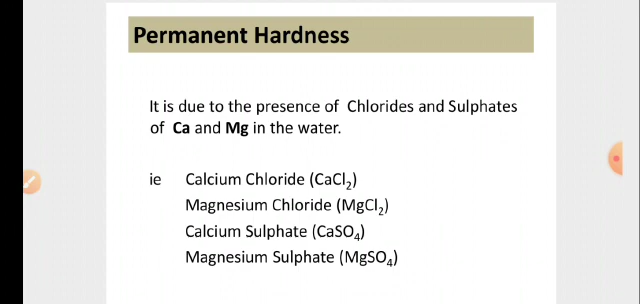 Permanent Hardness
It is due to the presence of Chlorides and Sulphates
of Ca and Mg in the water.
ie Calcium Chloride (CaCl₂)
Magnesium Chloride (MgCl₂)
Calcium Sulphate (CaSO₄)
Magnesium Sulphate (MgSO₄)